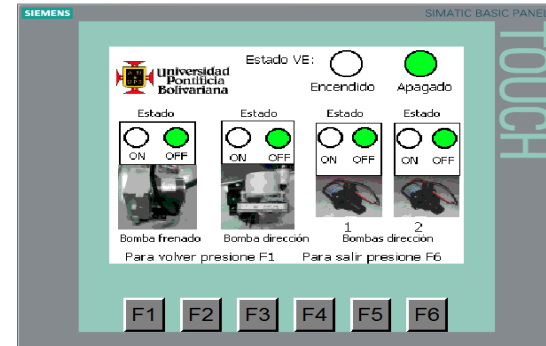 SIEMENS
SIMATIC BASIC PANEL
TOUCH
Universidad
Pontificia
Bolivariana
Estado VE:
Encendido Apagado
Estado Estado Estado Estado
ON OFF ON OFF ON OFF ON OFF
1 2
Bomba frenado Bomba dirección Bombas dirección
Para volver presione F1 Para salir presione F6
F1 F2 F3 F4 F5 F6